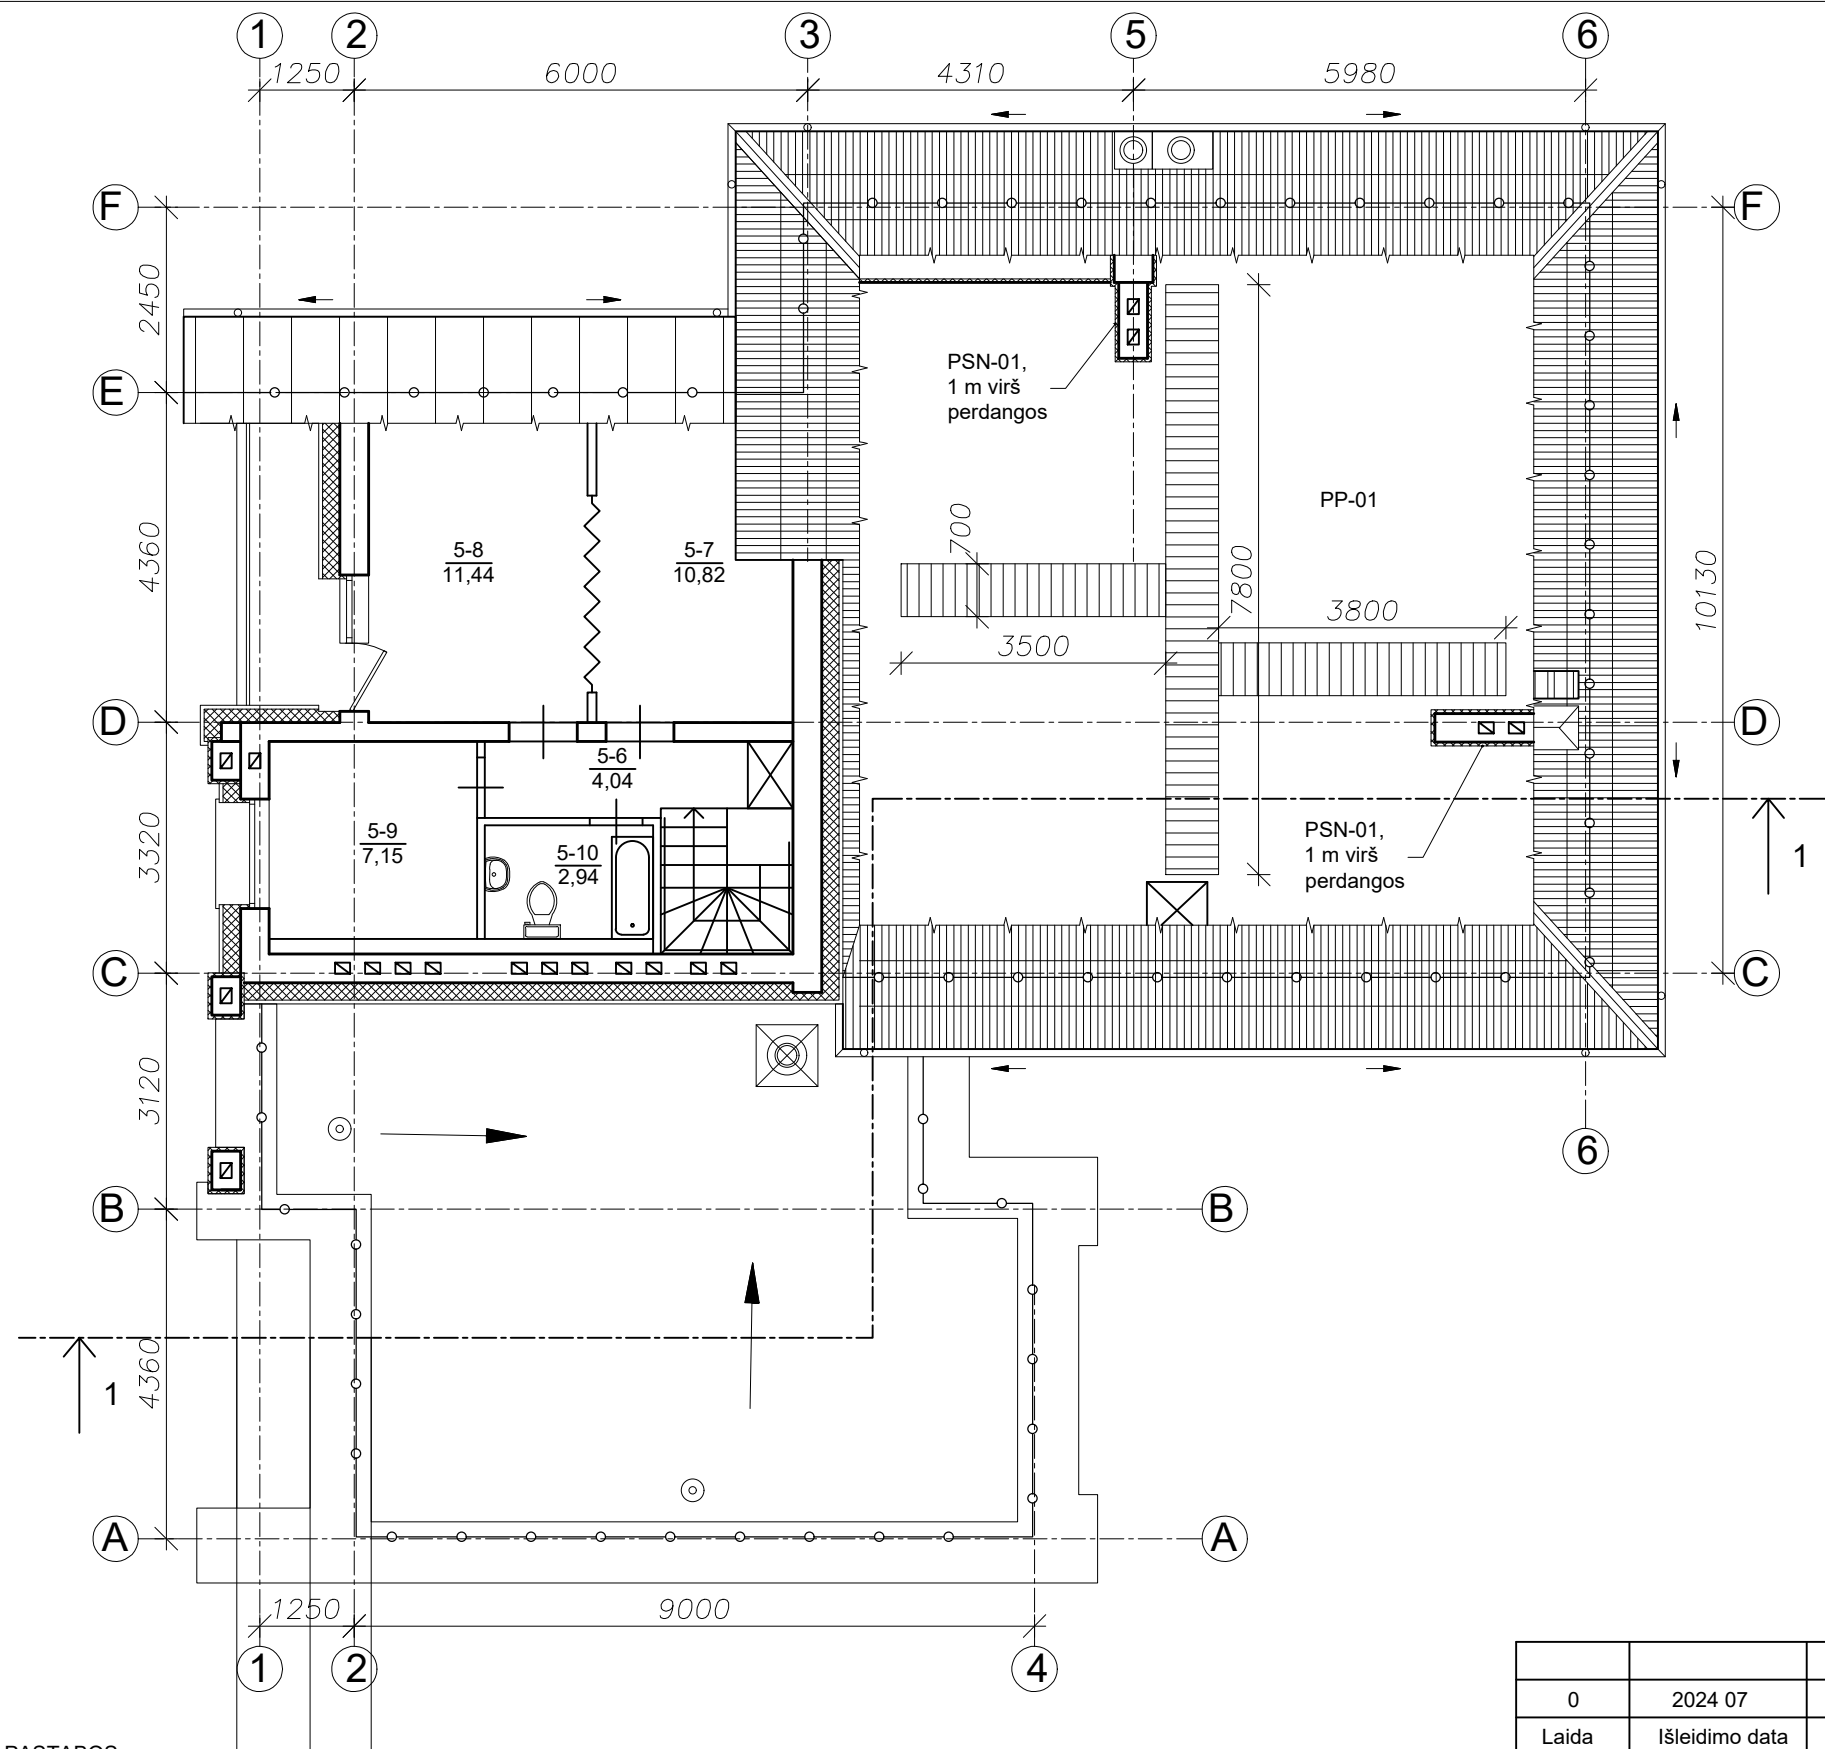 1 2 3 5 6
1250 6000 4310 5980
F F
2450
E
PSN-01,
1 m virš
perdangos
PP-01
4360
5-8
11,44
5-7
10,82
700
7800
3500
3800
10130
D D
5-6
4,04
3320
5-9
7,15
5-10
2,94
PSN-01,
1 m virš
perdangos
1
C C
3120
6
B B
4360
1
A A
1250 9000
1 2 4
0 2024 07
Laida Išleidimo data